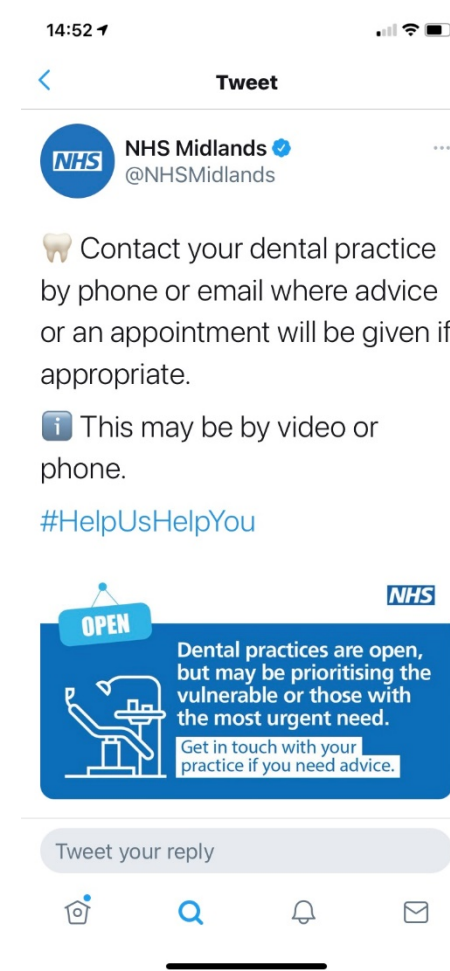 14:52
Tweet
NHS
NHS Midlands
@NHSMidlands
🦷 Contact your dental practice
by phone or email where advice
or an appointment will be given if
appropriate.
ℹ️ This may be by video or
phone.
#HelpUsHelpYou
NHS
OPEN
Dental practices are open,
but may be prioritising the
vulnerable or those with
the most urgent need.
Get in touch with your
practice if you need advice.
Tweet your reply